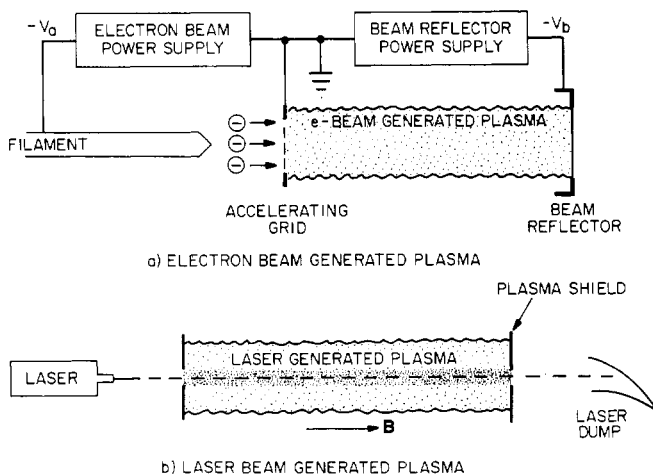 -Va
ELECTRON BEAM
POWER SUPPLY
BEAM REFLECTOR
POWER SUPPLY
-Vb
e-BEAM GENERATED PLASMA
FILAMENT
ACCELERATING
GRID
BEAM
REFLECTOR
a) ELECTRON BEAM GENERATED PLASMA
PLASMA SHIELD
LASER GENERATED PLASMA
LASER
B
LASER
DUMP
b) LASER BEAM GENERATED PLASMA